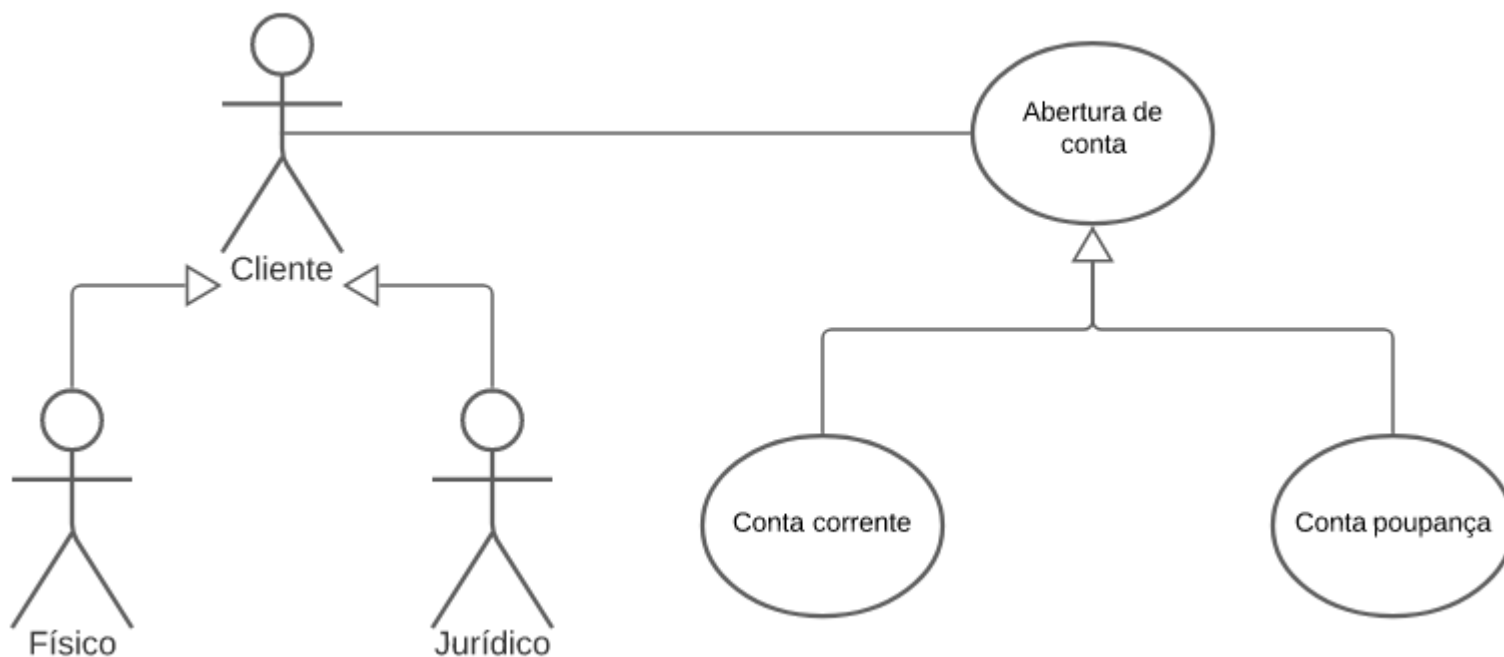 Abertura de
conta
Cliente
Conta corrente
Conta poupança
Físico
Jurídico